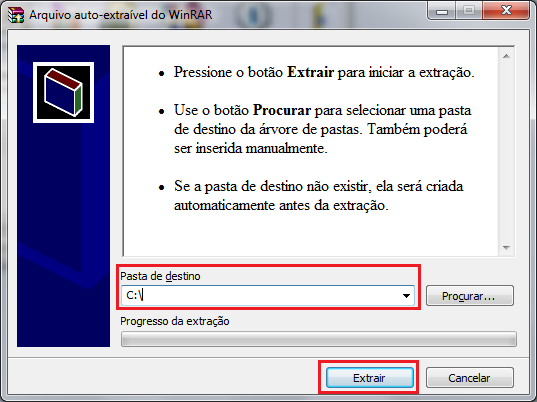 Arquivo auto-extraível do WinRAR
• Pressione o botão Extrair para iniciar a extração.
• Use o botão Procurar para selecionar uma pasta
de destino da árvore de pastas. Também poderá
ser inserida manualmente.
• Se a pasta de destino não existir, ela será criada
automaticamente antes da extração.
Pasta de destino
C:\
Procurar...
Progresso da extração
Extrair
Cancelar